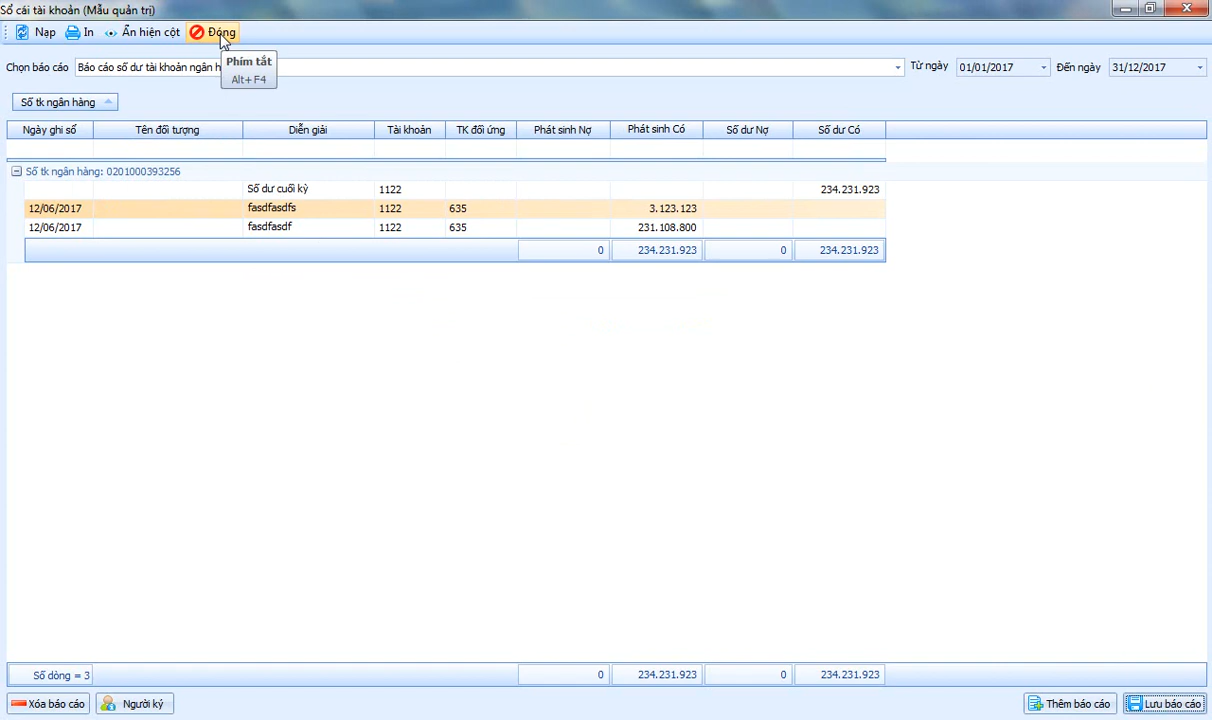 Sổ cái tài khoản (Mẫu quản trị)
Nạp In Ẩn hiện cột Đóng
Phím tắt
Alt+F4
Chọn báo cáo Báo cáo số dư tài khoản ngân h Từ ngày 01/01/2017 Đến ngày 31/12/2017
Số tk ngân hàng
Ngày ghi sổ Tên đối tượng Diễn giải Tài khoản TK đối ứng Phát sinh Nợ Phát sinh Có Số dư Nợ Số dư Có
Số tk ngân hàng: 0201000393256
Số dư cuối kỳ 1122 234.231.923
12/06/2017 fasdfasdfs 1122 635 3.123.123
12/06/2017 fasdfasdf 1122 635 231.108.800
0 234.231.923 0 234.231.923
Số dòng = 3 0 234.231.923 0 234.231.923
Xóa báo cáo Người ký Thêm báo cáo Lưu báo cáo